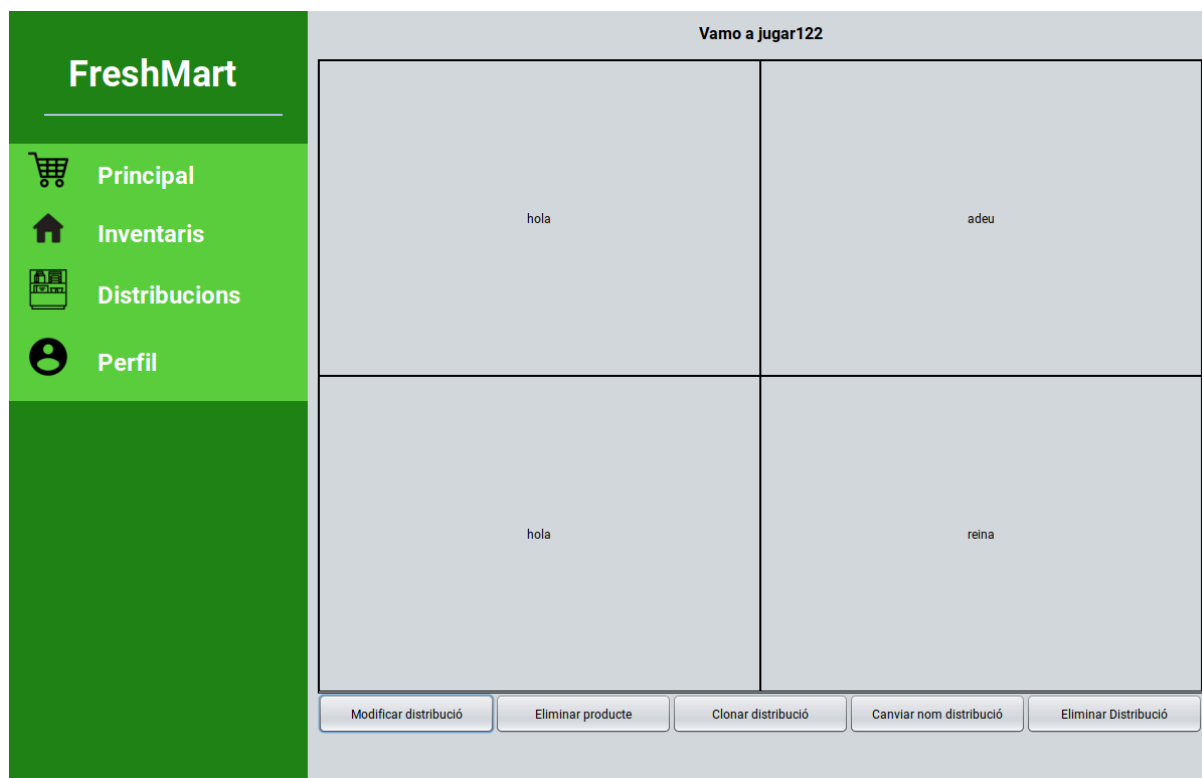 FreshMart
Principal
Inventaris
Distribucions
Perfil
Vamo a jugar122
hola
adeu
hola
reina
Modificar distribució
Eliminar producte
Clonar distribució
Canviar nom distribució
Eliminar Distribució